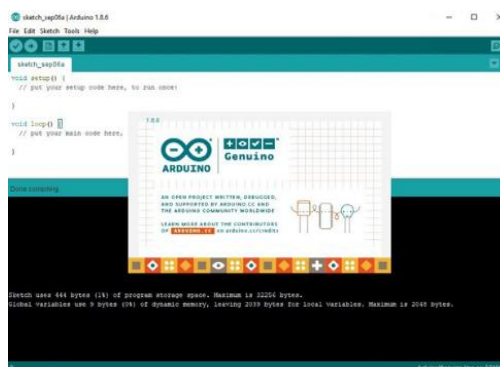 sketch_sep08a | Arduino 1.8.6
File Edit Sketch Tools Help
sketch_sep08a
void setup() {
// put your setup code here, to run once:
}
void loop() {
// put your main code here,
}
1.8.6
ARDUINO
Genuino
AN OPEN PROJECT WRITTEN, DEBUGGED,
AND SUPPORTED BY ARDUINO.CC AND
THE ARDUINO COMMUNITY WORLDWIDE
LEARN MORE ABOUT THE CONTRIBUTORS
OF ARDUINO.CC on arduino.cc/credits
Done compiling.
Sketch uses 444 bytes (1%) of program storage space. Maximum is 32256 bytes.
Global variables use 9 bytes (0%) of dynamic memory, leaving 2039 bytes for local variables. Maximum is 2048 bytes.